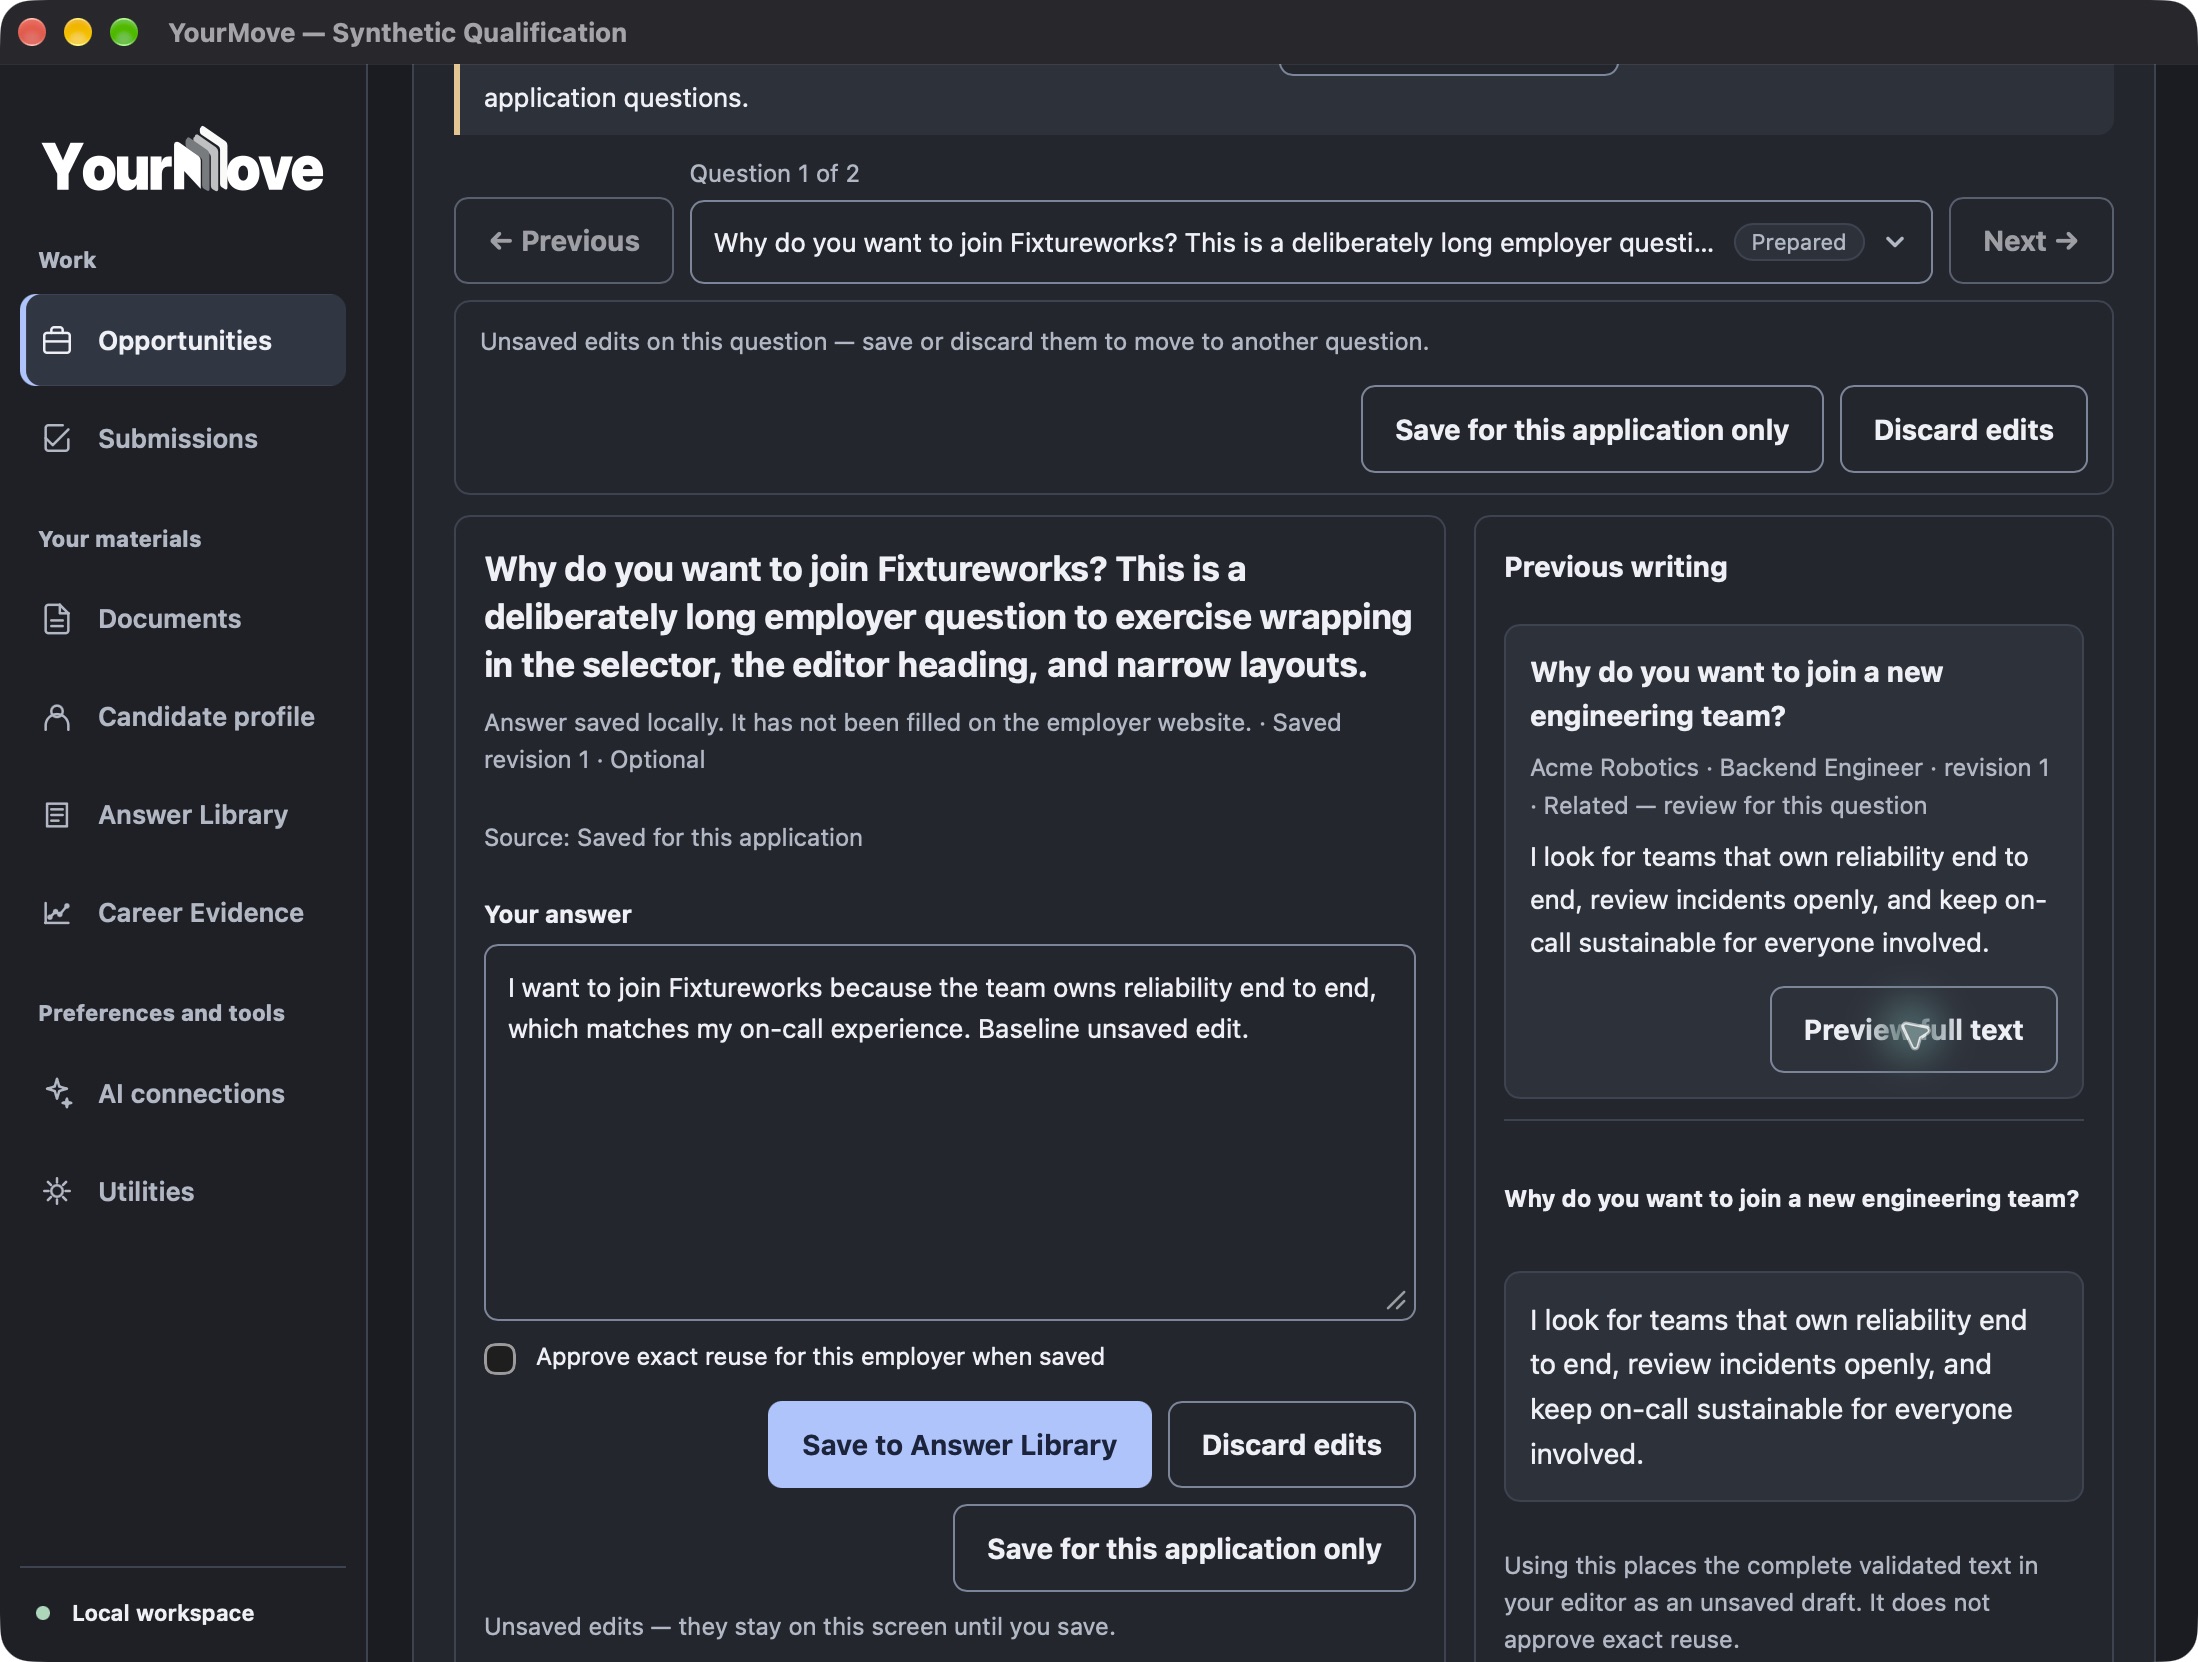 YourMove — Synthetic Qualification
YourMove
Work
Opportunities
Submissions
Your materials
Documents
Candidate profile
Answer Library
Career Evidence
Preferences and tools
AI connections
Utilities
Local workspace
application questions.
Question 1 of 2
← Previous
Why do you want to join Fixtureworks? This is a deliberately long employer questi...
Prepared
Next →
Unsaved edits on this question — save or discard them to move to another question.
Save for this application only
Discard edits
Why do you want to join Fixtureworks? This is a
deliberately long employer question to exercise wrapping
in the selector, the editor heading, and narrow layouts.
Answer saved locally. It has not been filled on the employer website. · Saved
revision 1 · Optional
Source: Saved for this application
Your answer
I want to join Fixtureworks because the team owns reliability end to end,
which matches my on-call experience. Baseline unsaved edit.
Approve exact reuse for this employer when saved
Save to Answer Library
Discard edits
Save for this application only
Unsaved edits — they stay on this screen until you save.
Previous writing
Why do you want to join a new
engineering team?
Acme Robotics · Backend Engineer · revision 1
· Related — review for this question
I look for teams that own reliability end to
end, review incidents openly, and keep on-
call sustainable for everyone involved.
Preview full text
Why do you want to join a new engineering team?
I look for teams that own reliability end
to end, review incidents openly, and
keep on-call sustainable for everyone
involved.
Using this places the complete validated text in
your editor as an unsaved draft. It does not
approve exact reuse.